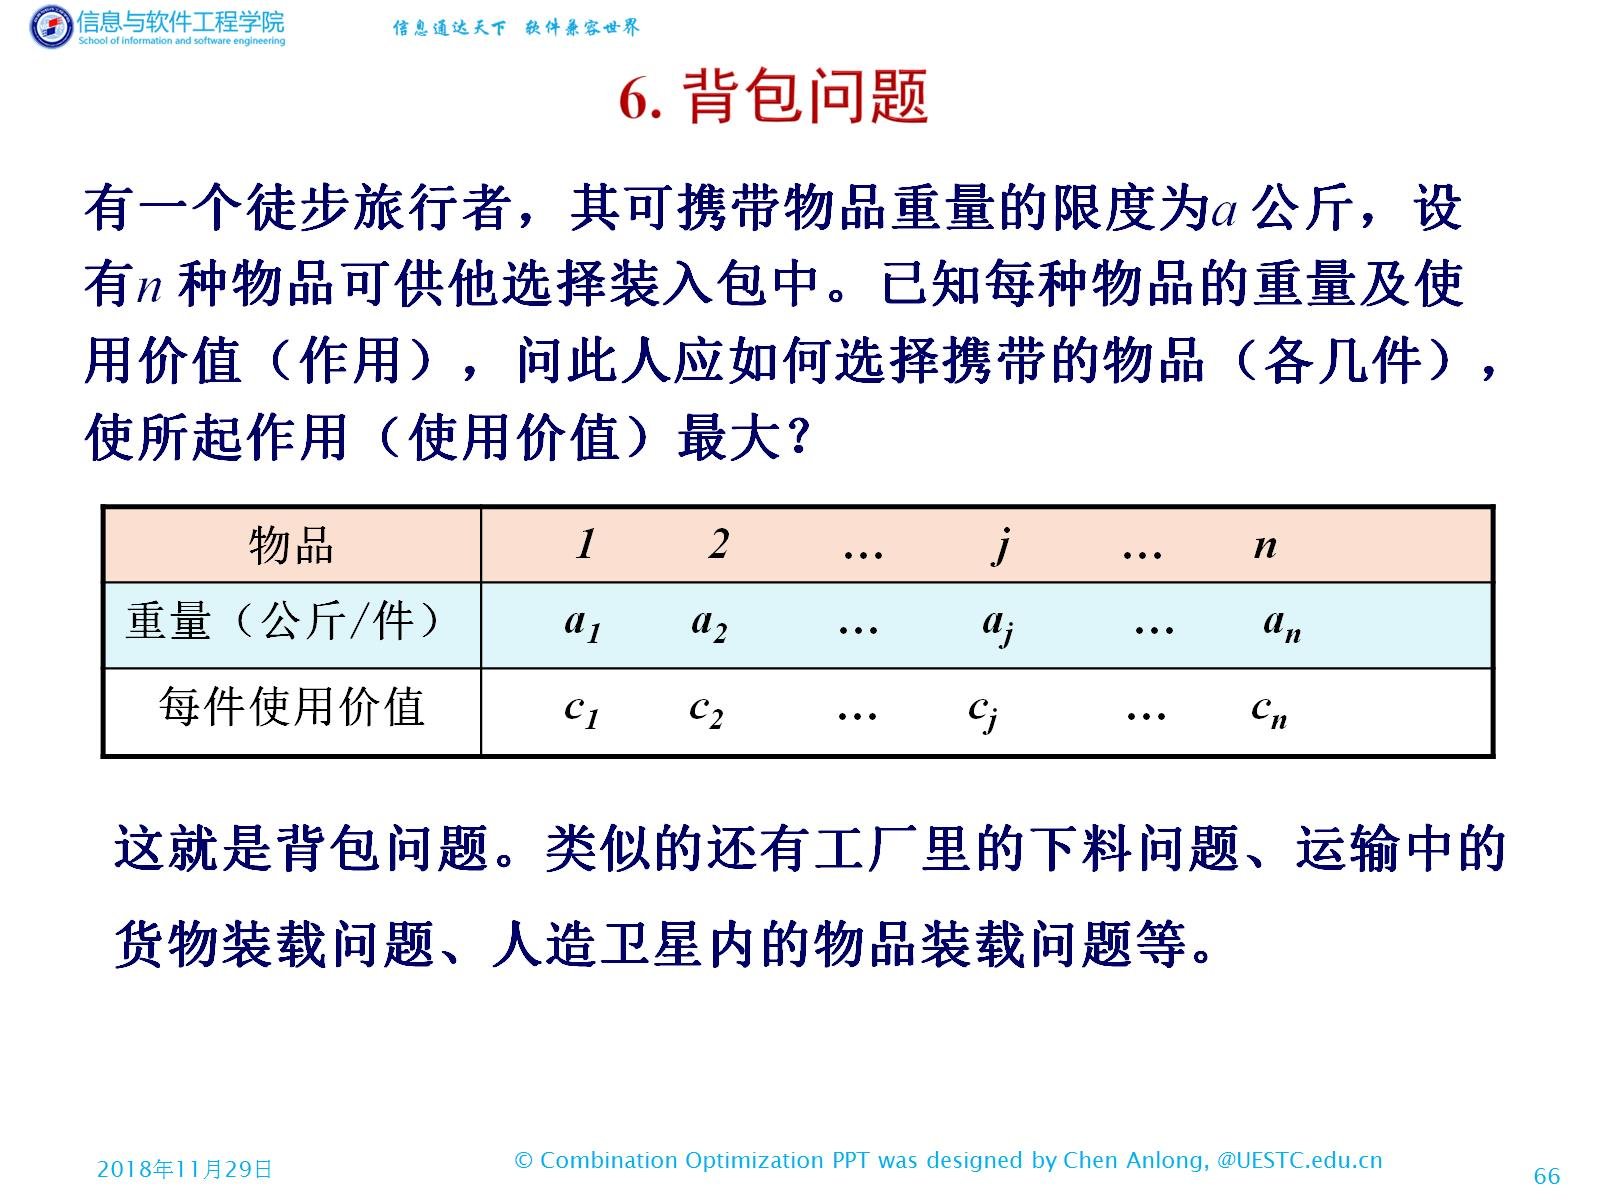 信息与软件工程学院
School of information and software engineering
信息通达天下 软件兼容世界
6. 背包问题
有一个徒步旅行者，其可携带物品重量的限度为a 公斤，设
有n 种物品可供他选择装入包中。已知每种物品的重量及使
用价值（作用），问此人应如何选择携带的物品（各几件），
使所起作用（使用价值）最大？
物品 1 2 … j … n
重量（公斤/件） a1 a2 … aj … an
每件使用价值 c1 c2 … cj … cn
这就是背包问题。类似的还有工厂里的下料问题、运输中的
货物装载问题、人造卫星内的物品装载问题等。
2018年11月29日
© Combination Optimization PPT was designed by Chen Anlong, @UESTC.edu.cn
66